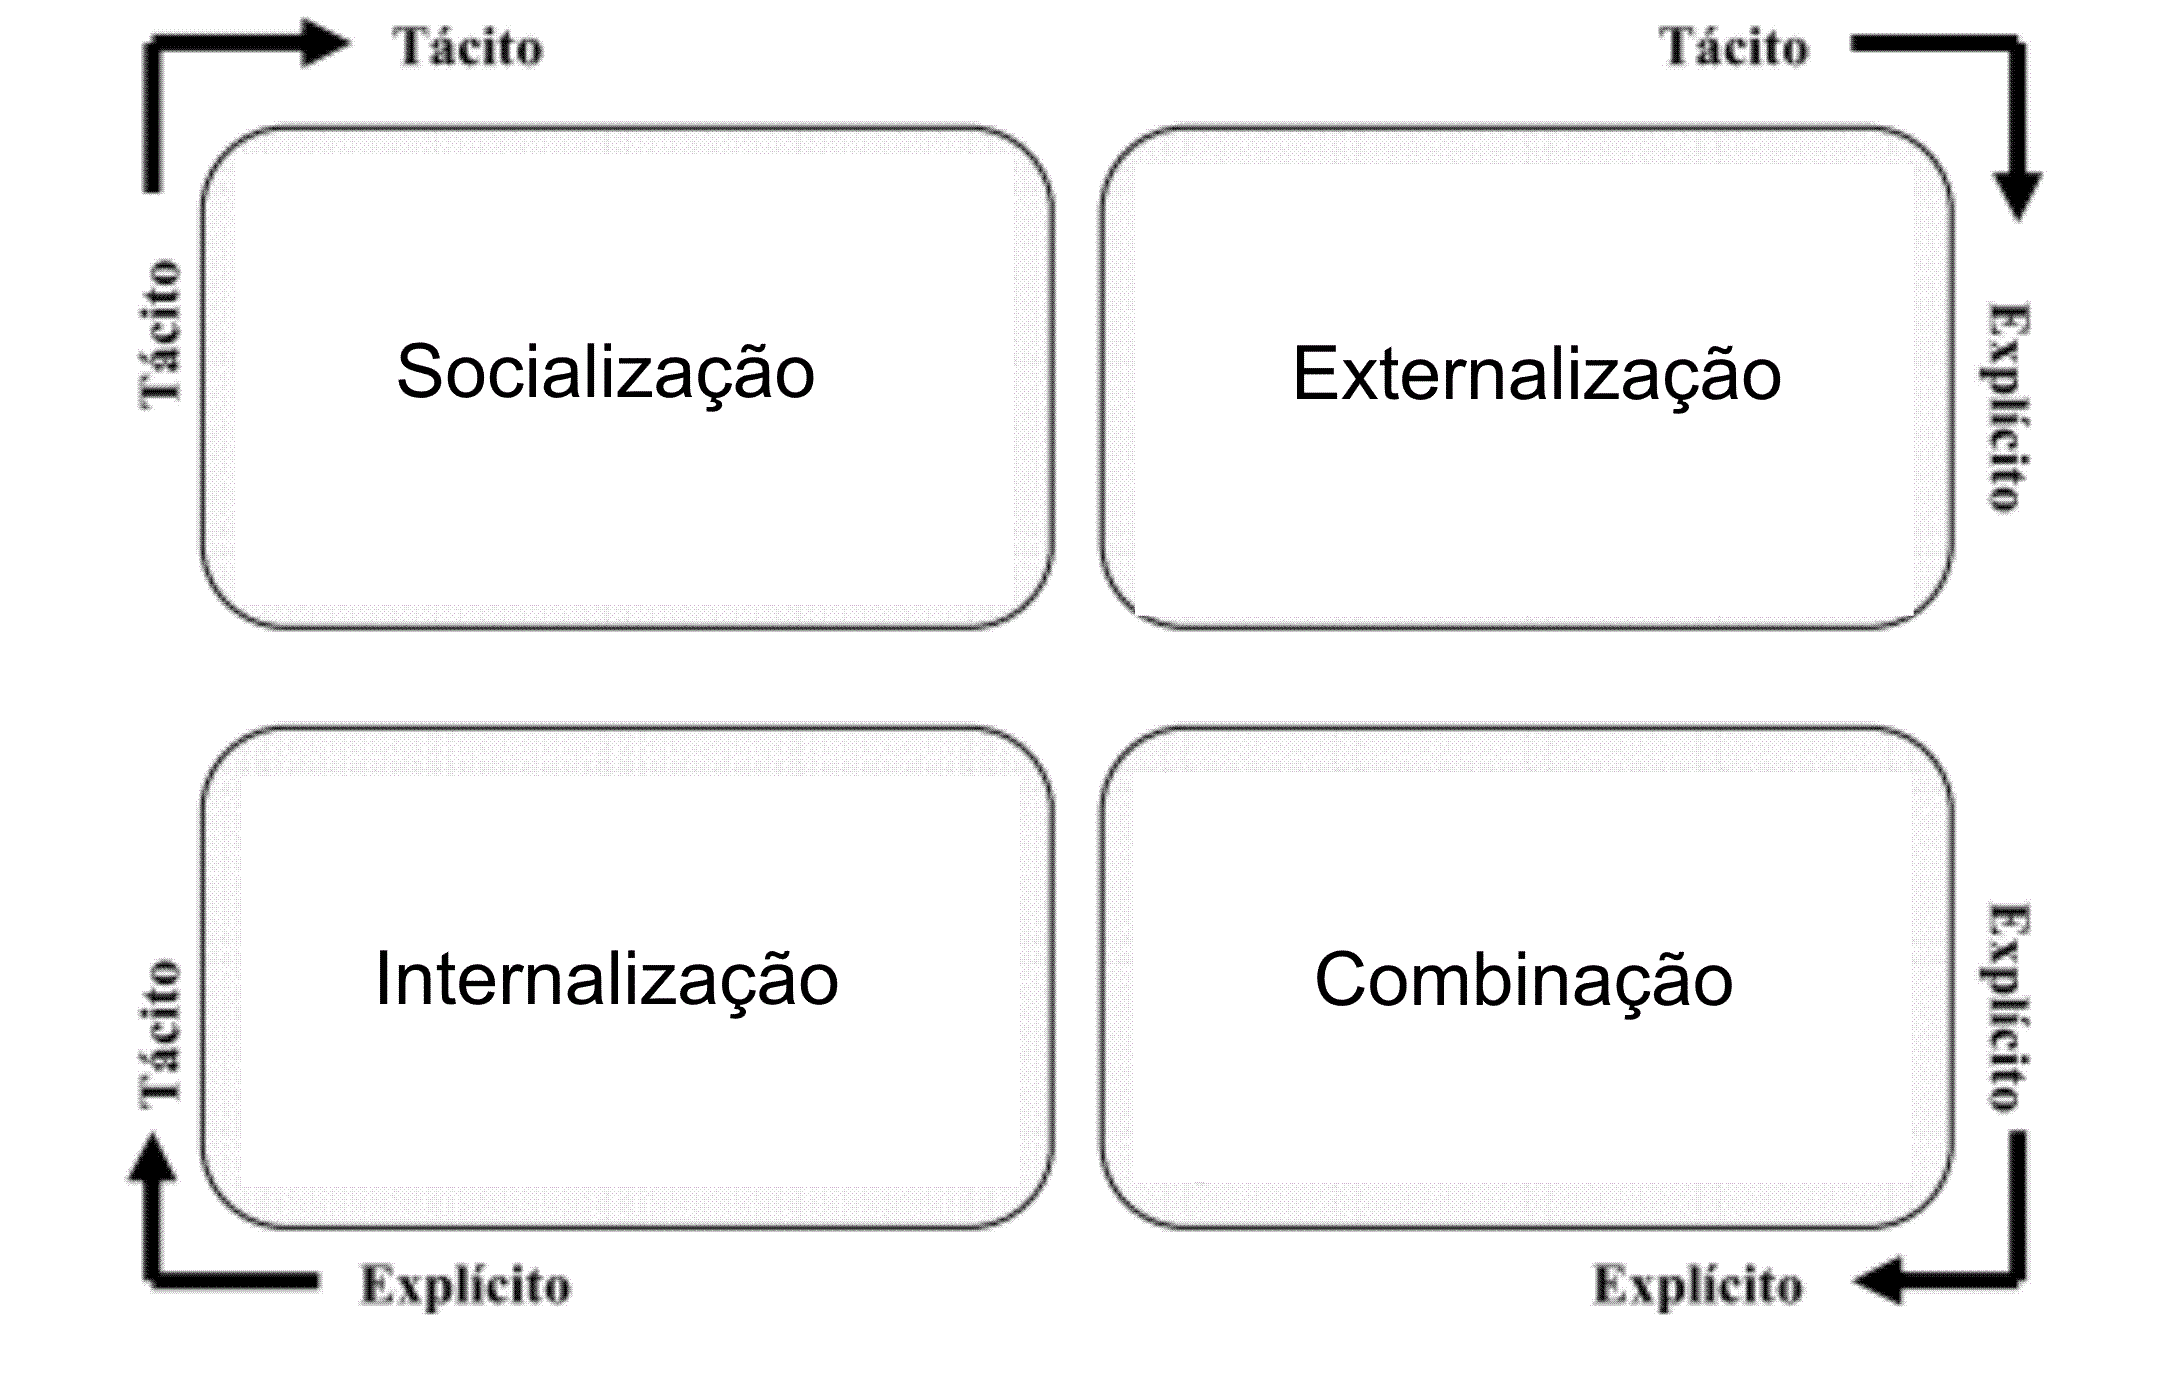 Tácito
Tácito
Tácito
Explícito
Socialização
Externalização
Tácito
Explícito
Internalização
Combinação
Explícito
Explícito